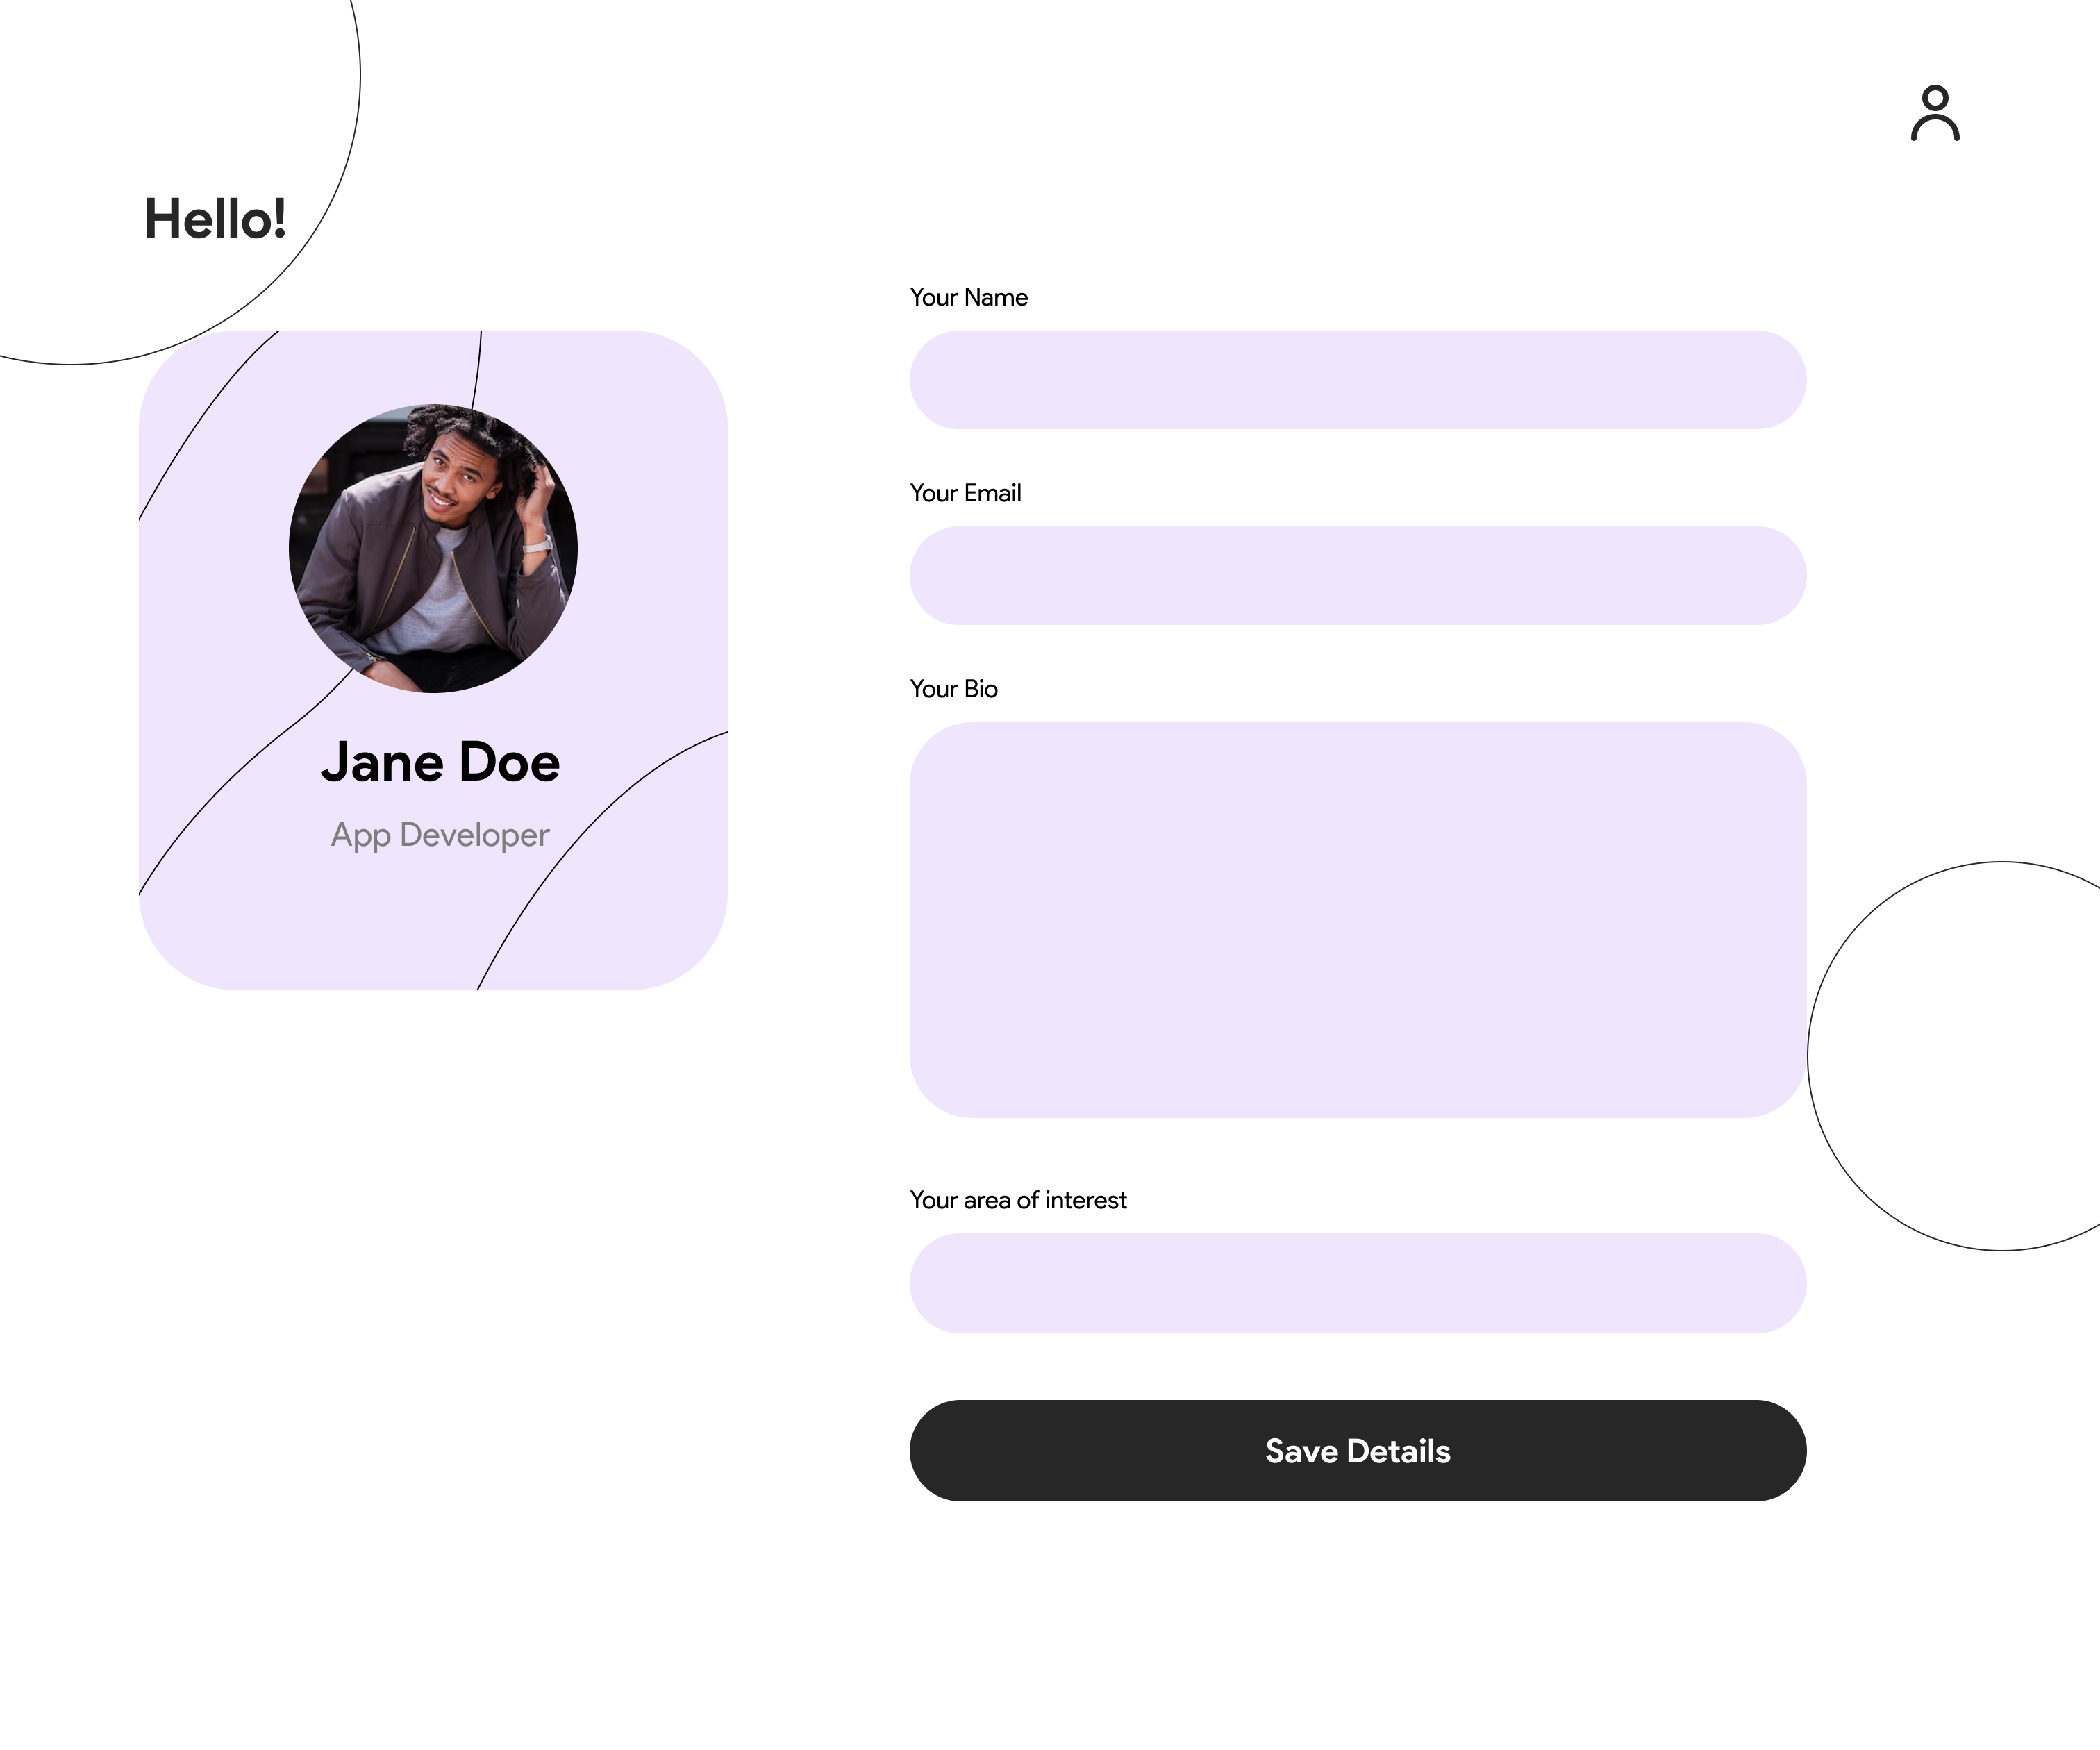 Hello!
Jane Doe
App Developer
Your Name
Your Email
Your Bio
Your area of interest
Save Details